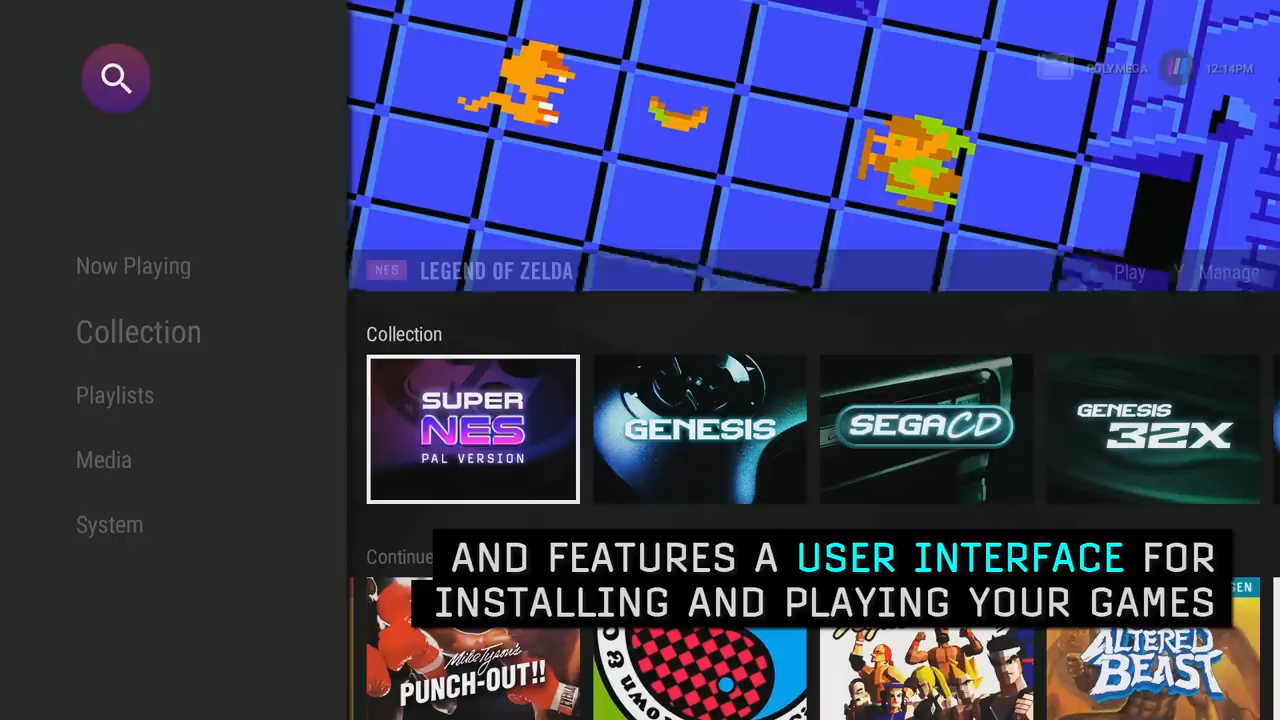 POLYMEGA
12:14PM
Now Playing
Collection
Playlists
Media
System
NES LEGEND OF ZELDA
Play Y Manage
Collection
SUPER
NES
PAL VERSION
GENESIS
SEGA CD
GENESIS
32X
Continue
AND FEATURES A USER INTERFACE FOR
INSTALLING AND PLAYING YOUR GAMES
Mike Tyson's
PUNCH-OUT!!
GEN
ALTERED
BEAST